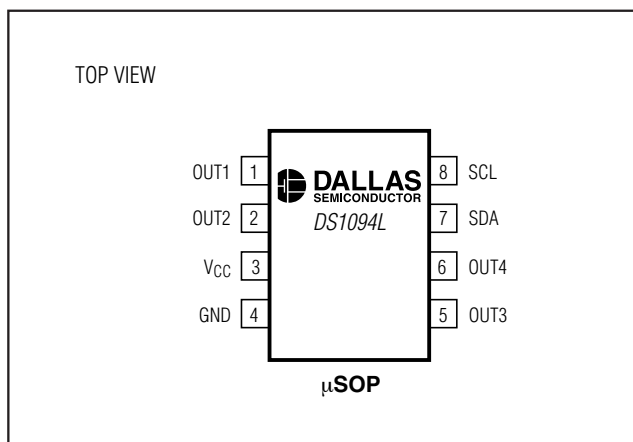 TOP VIEW
OUT1 1
OUT2 2
VCC 3
GND 4
DALLAS
SEMICONDUCTOR
DS1094L
8 SCL
7 SDA
6 OUT4
5 OUT3
µSOP